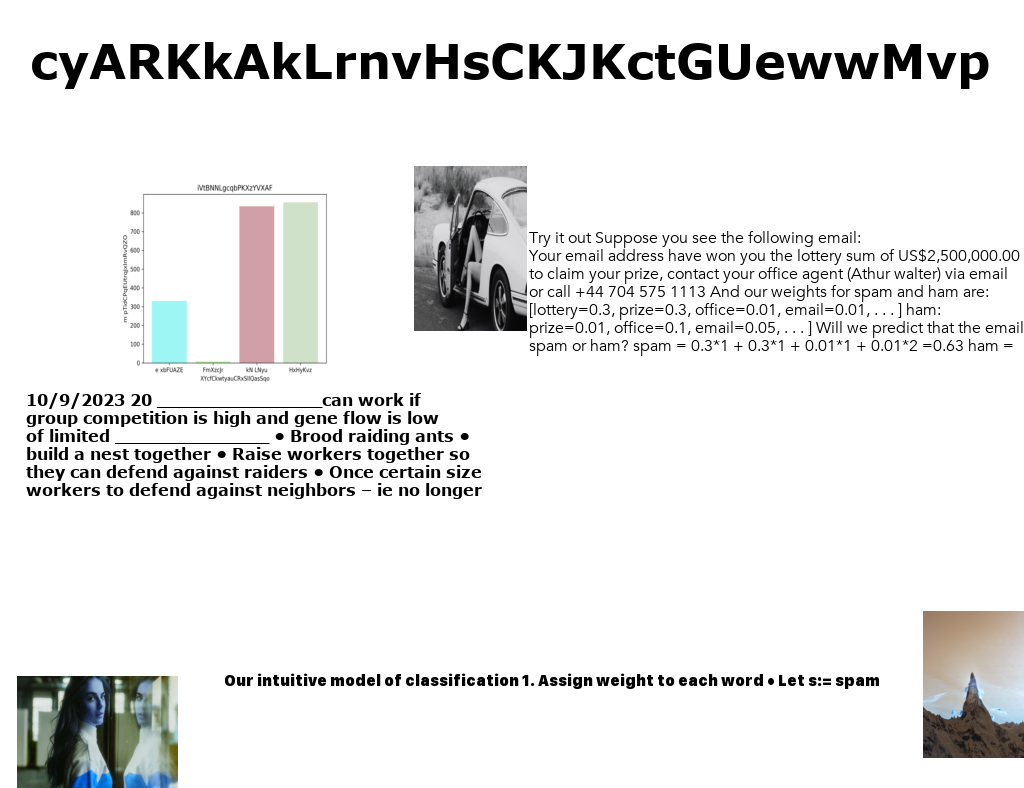 cyARKkAkLrnvHsCKJKctGUewwMvp
iVtBNNLgcqbPKXzYVXAF
800
700
600
500
400
300
200
100
0
e xbFUAZE FmXzcJr kN LNyu HxHyKvz
XYcfCkwtyauCRxSIlQasSqo
Try it out Suppose you see the following email:
Your email address have won you the lottery sum of US$2,500,000.00
to claim your prize, contact your office agent (Athur walter) via email
or call +44 704 575 1113 And our weights for spam and ham are:
[lottery=0.3, prize=0.3, office=0.01, email=0.01, . . . ] ham:
prize=0.01, office=0.1, email=0.05, . . . ] Will we predict that the email
spam or ham? spam = 0.3*1 + 0.3*1 + 0.01*1 + 0.01*2 =0.63 ham =
10/9/2023 20 __________________can work if
group competition is high and gene flow is low
of limited _________________ ● Brood raiding ants ●
build a nest together ● Raise workers together so
they can defend against raiders ● Once certain size
workers to defend against neighbors – ie no longer
Our intuitive model of classification 1. Assign weight to each word • Let s:= spam